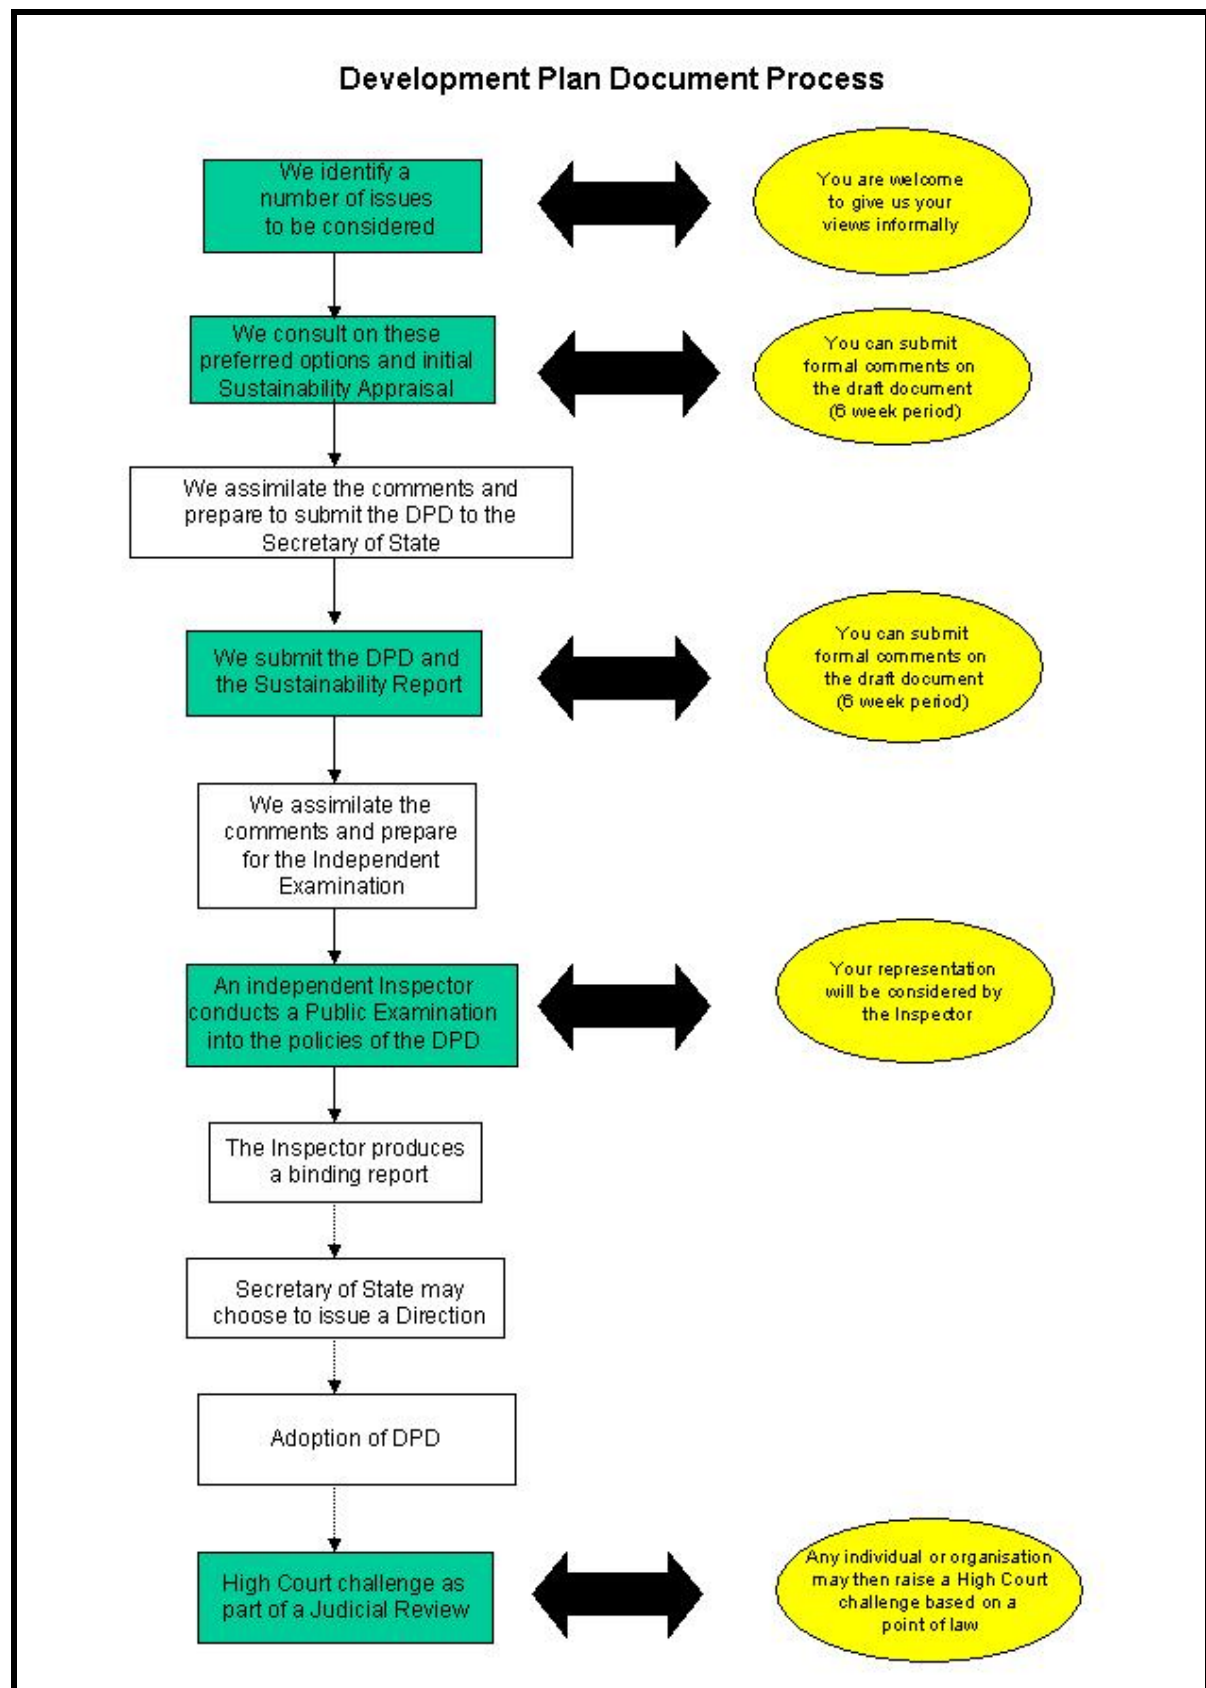 Development Plan Document Process
We identify a
number of issues
to be considered
You are welcome
to give us your
views informally
We consult on these
preferred options and initial
Sustainability Appraisal
You can submit
formal comments on
the draft document
(6 week period)
We assimilate the comments and
prepare to submit the DPD to the
Secretary of State
We submit the DPD and
the Sustainability Report
You can submit
formal comments on
the draft document
(6 week period)
We assimilate the
comments and prepare
for the Independent
Examination
An independent Inspector
conducts a Public Examination
into the policies of the DPD
Your representation
will be considered by
the Inspector
The Inspector produces
a binding report
Secretary of State may
choose to issue a Direction
Adoption of DPD
High Court challenge as
part of a Judicial Review
Any individual or organisation
may then raise a High Court
challenge based on a
point of law